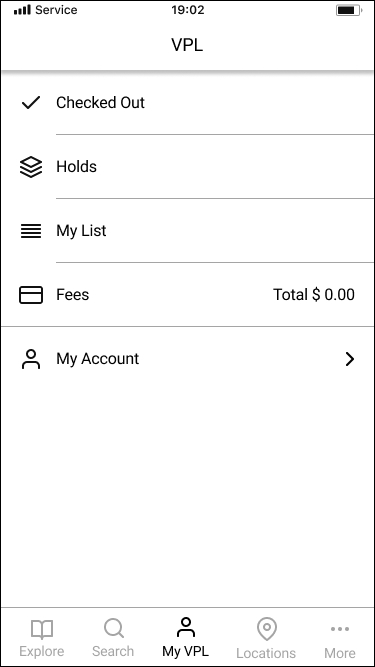 Service 19:02
VPL
Checked Out
Holds
My List
Fees Total $ 0.00
My Account
Explore Search My VPL Locations More